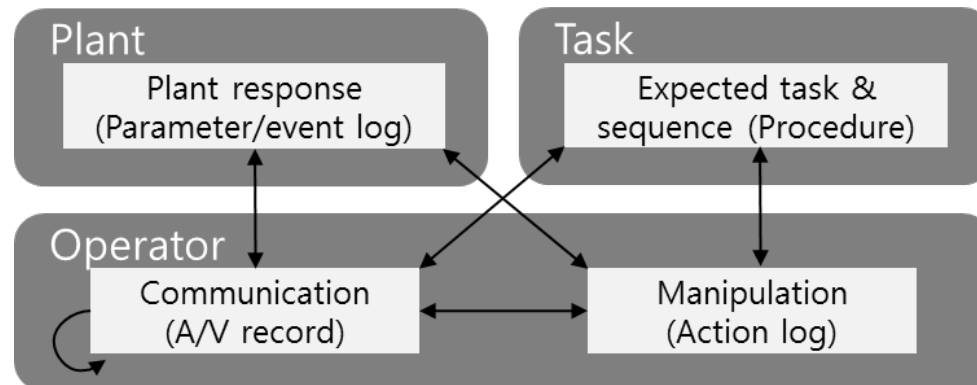 Plant
Plant response
(Parameter/event log)
Task
Expected task &
sequence (Procedure)
Operator
Communication
(A/V record)
Manipulation
(Action log)